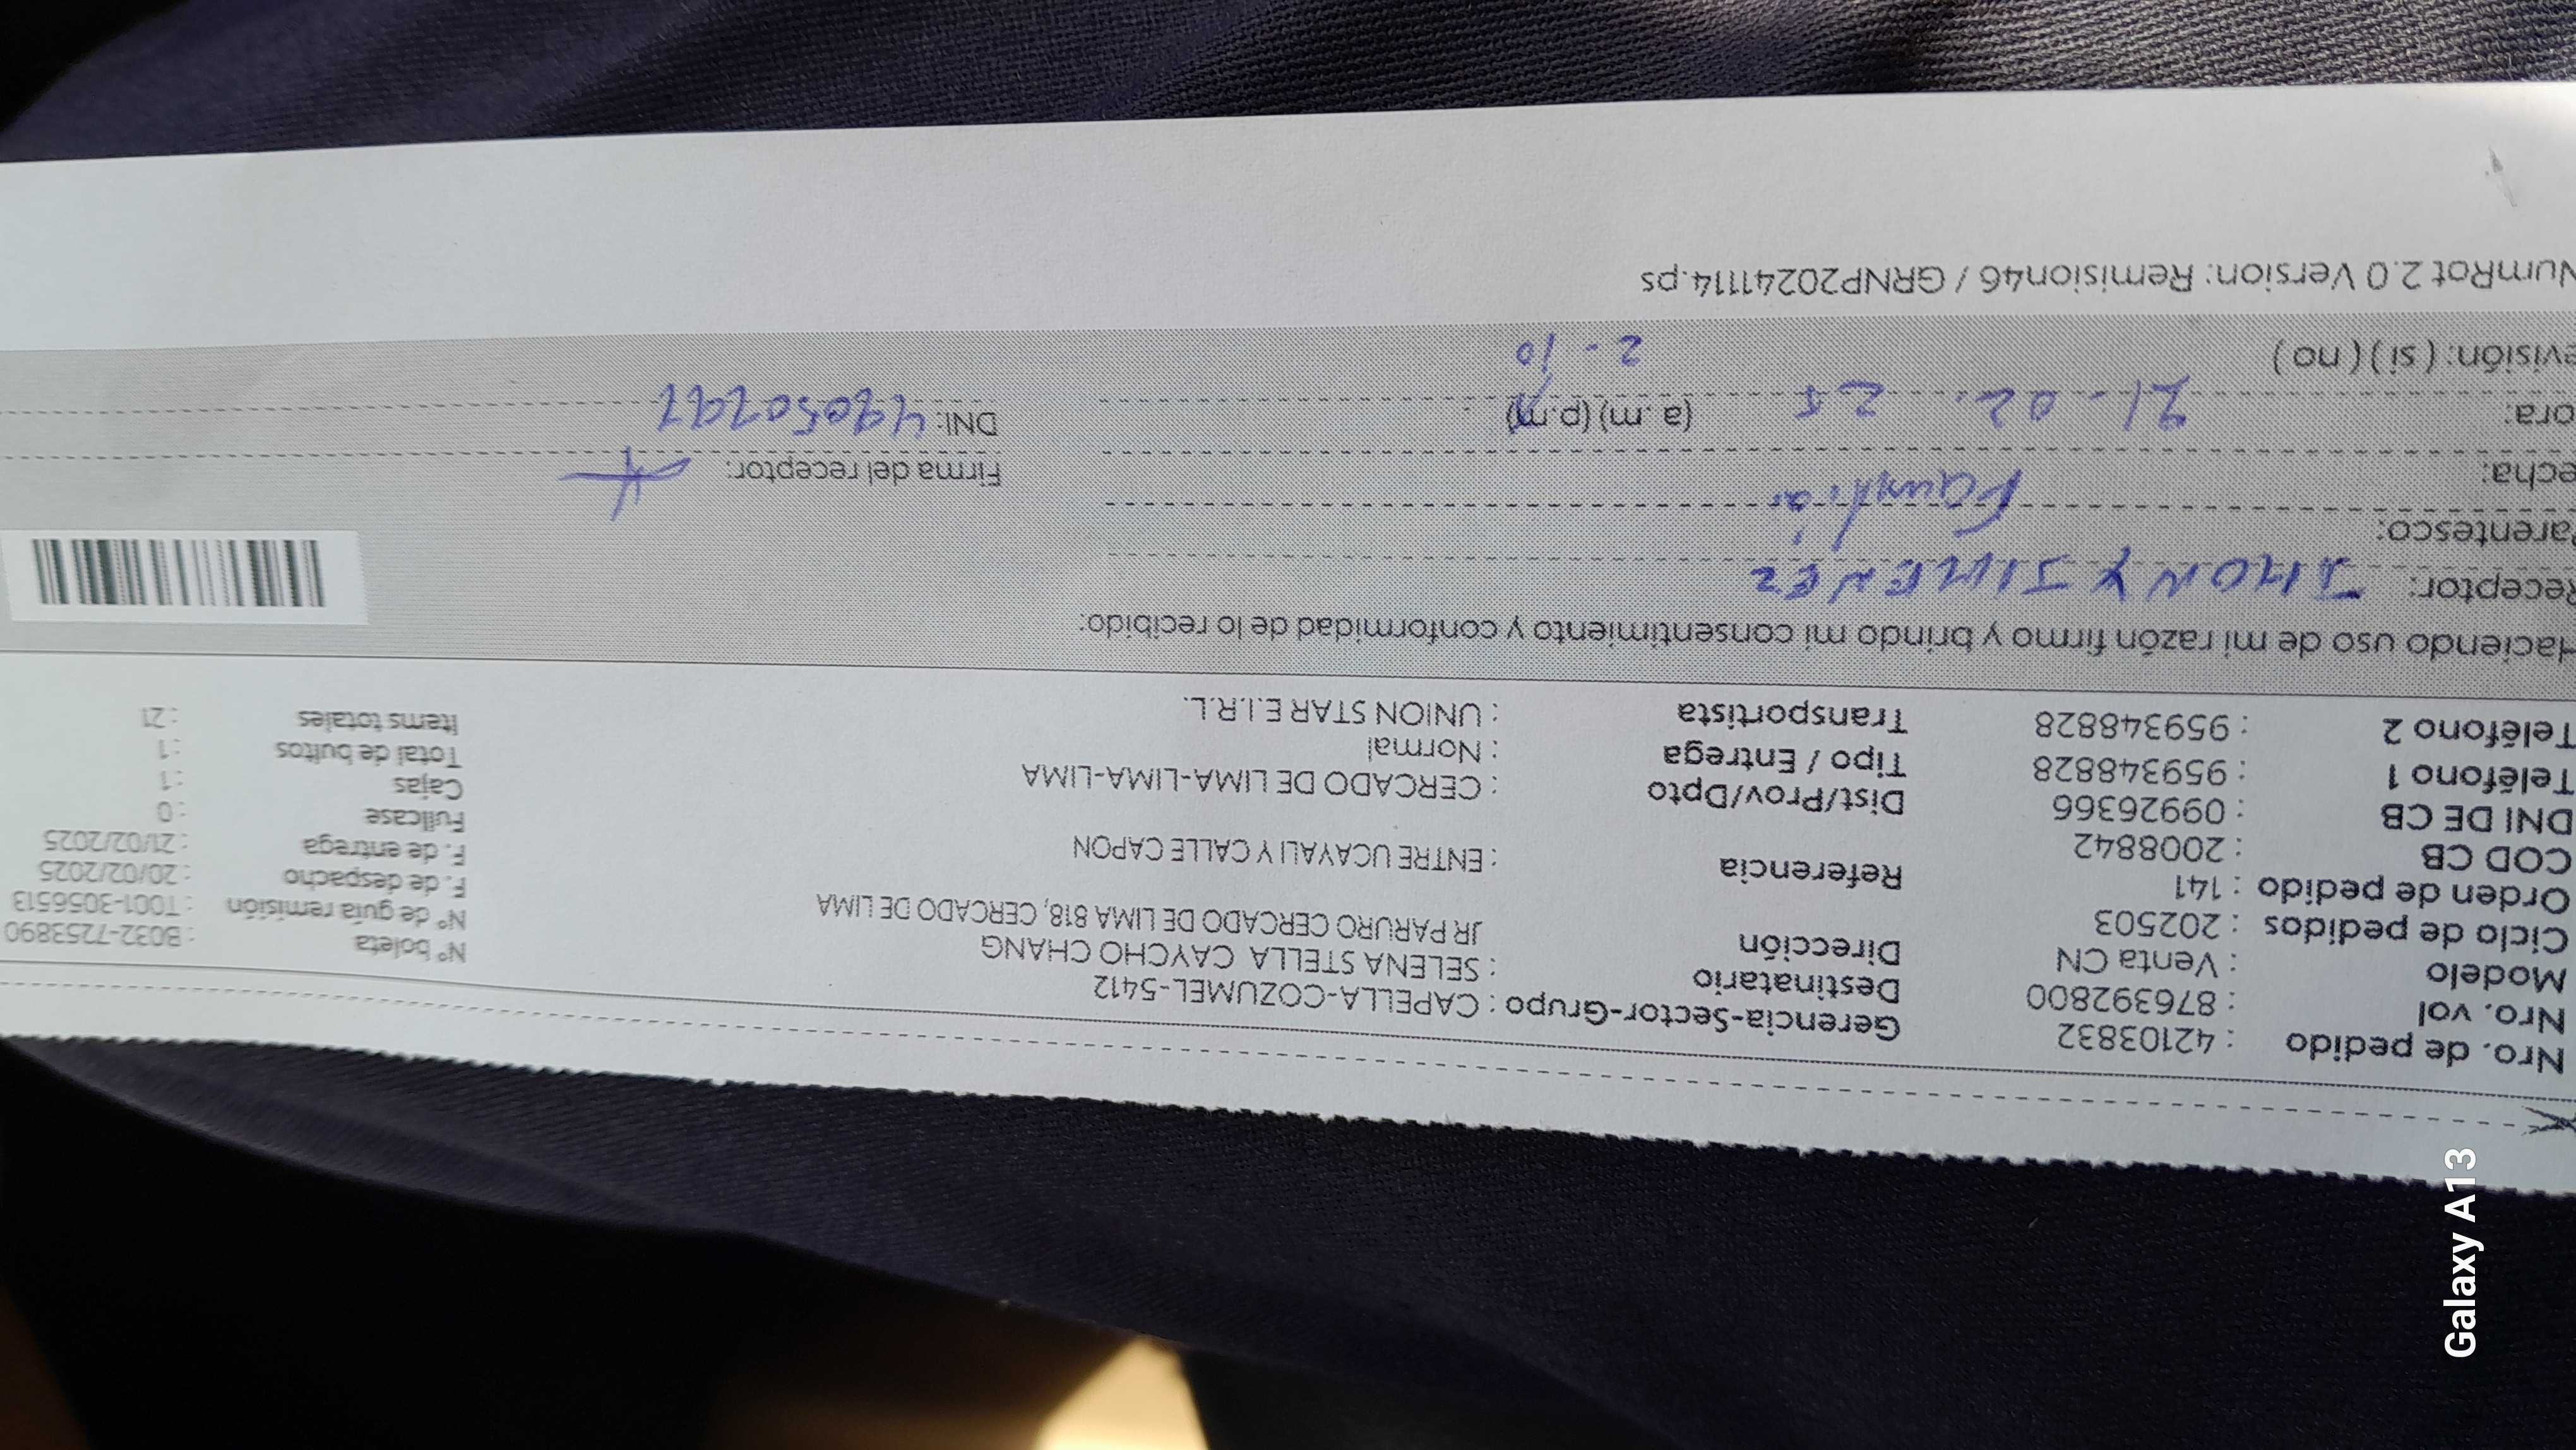 Nro. de pedido : 42103832
Nro. vol : 876392800
Modelo : Venta CN
Ciclo de pedidos : 202503
Orden de pedido : 141
COD CB : 2008842
DNI DE CB : 09926366
Teléfono 1 : 959348828
Teléfono 2 : 959348828
Gerencia-Sector-Grupo : CAPELLA-COZUMEL-5412
Destinatario : SELENA STELLA CAYCHO CHANG
Dirección JR PARURO CERCADO DE LIMA 818, CERCADO DE LIMA
Referencia : ENTRE UCAYALI Y CALLE CAPON
Dist/Prov/Dpto : CERCADO DE LIMA-LIMA-LIMA
Tipo / Entrega : Normal
Transportista : UNION STAR E.I.R.L.
N° boleta : B032-7253890
N° de guía remisión : T001-3056513
F. de despacho : 20/02/2025
F. de entrega : 21/02/2025
Fullcase : 0
Cajas : 1
Total de bultos : 1
Items totales : 21
Haciendo uso de mi razón firmo y brindo mi consentimiento y conformidad de lo recibido:
Receptor: JHONY JIMENEZ
Parentesco: Familiar
echa:
Firma del receptor:
ora: 21-02.25 (a.m) (p.m)
DNI:
evisión: (si) (no) 2-10
NumRot 2.0 Version: Remision46 / GRNP20241114.ps
Galaxy A13